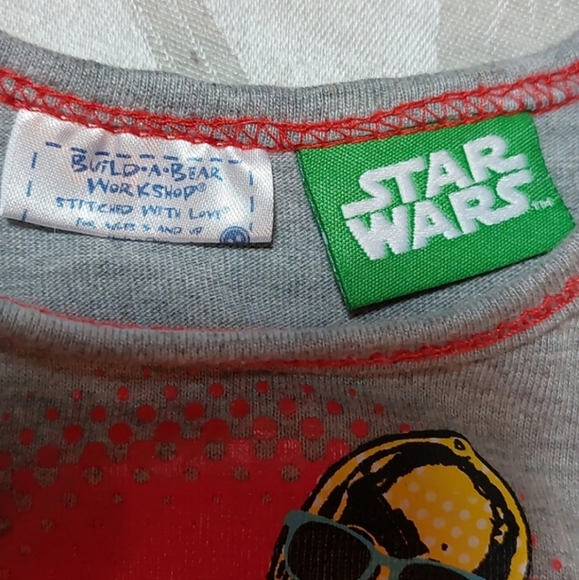 BUILD·A·BEAR
WORKSHOP®
STITCHED WITH LOVE®
FOR AGES 3 AND UP
STAR
WARS™